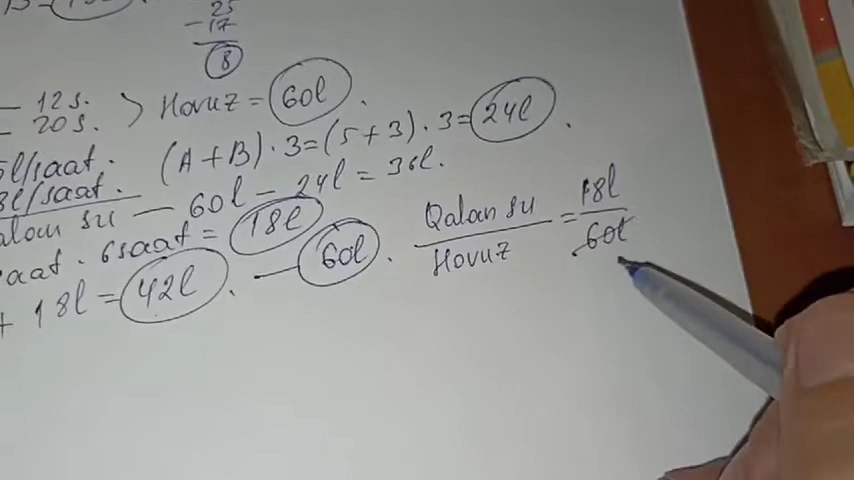 25
- 17
8
— 12s.
— 20s. > Hovuz = 60l.
5l/saat. (A+B)·3=(5+3)·3=24l.
3l/saat.
alan su — 60l - 24l = 36l.
saat · 6saat = 18l
+ 18l = 42l. — 60l. Qalan su / Hovuz = 18l / 60l